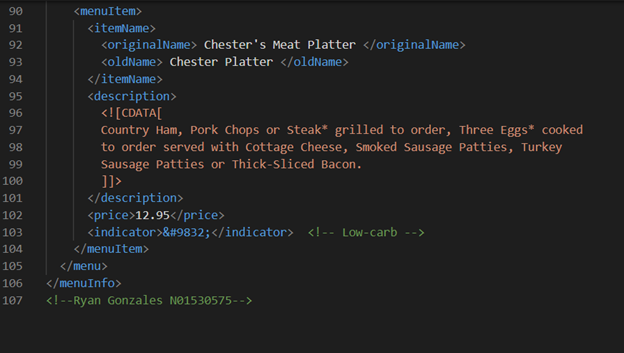 90 <menuItem>
91 <itemName>
92 <originalName> Chester's Meat Platter </originalName>
93 <oldName> Chester Platter </oldName>
94 </itemName>
95 <description>
96 <![CDATA[
97 Country Ham, Pork Chops or Steak* grilled to order, Three Eggs* cooked
98 to order served with Cottage Cheese, Smoked Sausage Patties, Turkey
99 Sausage Patties or Thick-Sliced Bacon.
100 ]]>
101 </description>
102 <price>12.95</price>
103 <indicator>&#9832;</indicator> <!-- Low-carb -->
104 </menuItem>
105 </menu>
106 </menuInfo>
107 <!--Ryan Gonzales N01530575-->